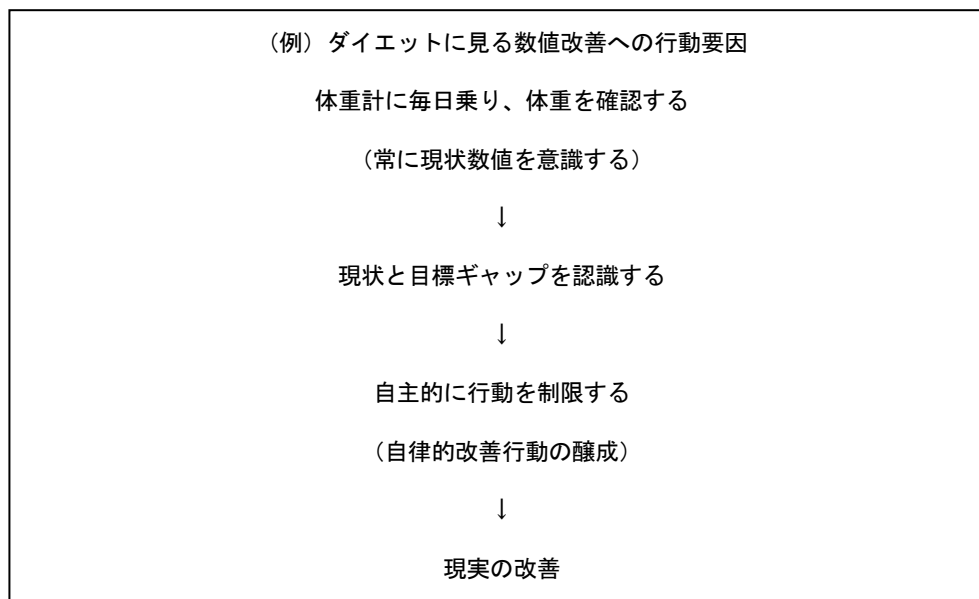 （例）ダイエットに見る数値改善への行動要因
体重計に毎日乗り、体重を確認する
（常に現状数値を意識する）
↓
現状と目標ギャップを認識する
↓
自主的に行動を制限する
（自律的改善行動の醸成）
↓
現実の改善